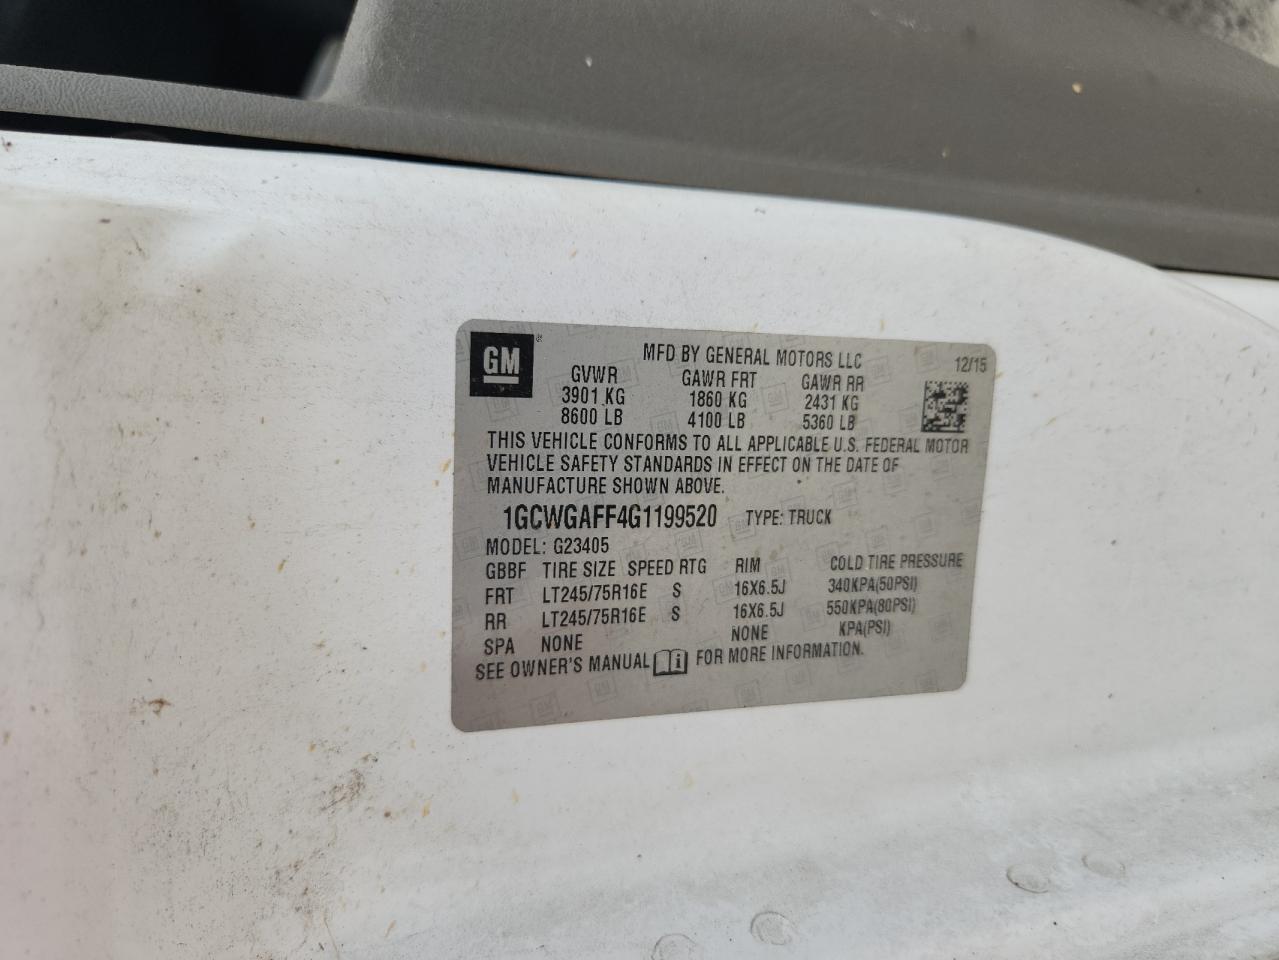 GM ®
MFD BY GENERAL MOTORS LLC 12/15
GVWR GAWR FRT GAWR RR
3901 KG 1860 KG 2431 KG
8600 LB 4100 LB 5360 LB
THIS VEHICLE CONFORMS TO ALL APPLICABLE U.S. FEDERAL MOTOR
VEHICLE SAFETY STANDARDS IN EFFECT ON THE DATE OF
MANUFACTURE SHOWN ABOVE.
1GCWGAFF4G1199520 TYPE: TRUCK
MODEL: G23405
GBBF TIRE SIZE SPEED RTG RIM COLD TIRE PRESSURE
FRT LT245/75R16E S 16X6.5J 340KPA(50PSI)
RR LT245/75R16E S 16X6.5J 550KPA(80PSI)
SPA NONE NONE KPA(PSI)
SEE OWNER'S MANUAL FOR MORE INFORMATION.